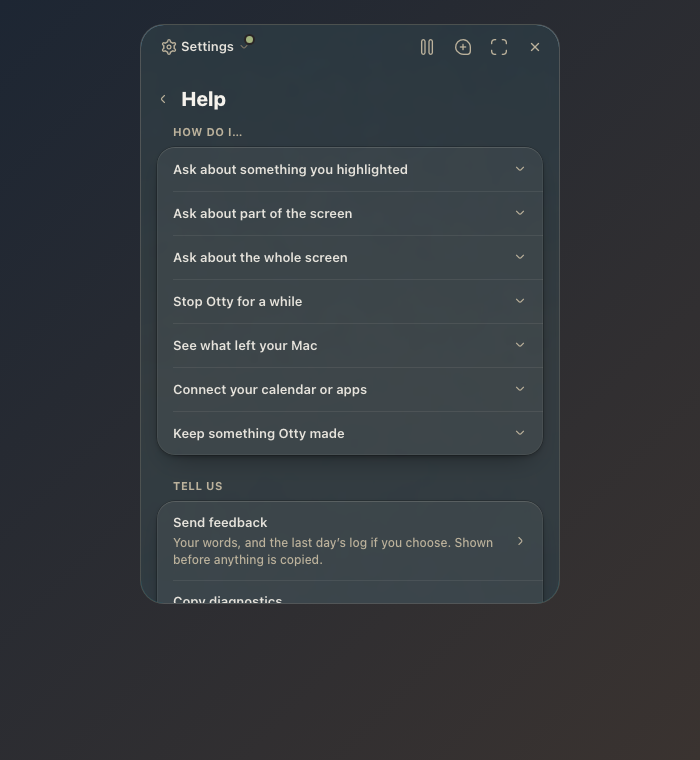 Settings
Help
HOW DO I...
Ask about something you highlighted
Ask about part of the screen
Ask about the whole screen
Stop Otty for a while
See what left your Mac
Connect your calendar or apps
Keep something Otty made
TELL US
Send feedback
Your words, and the last day’s log if you choose. Shown
before anything is copied.
Copy diagnostics